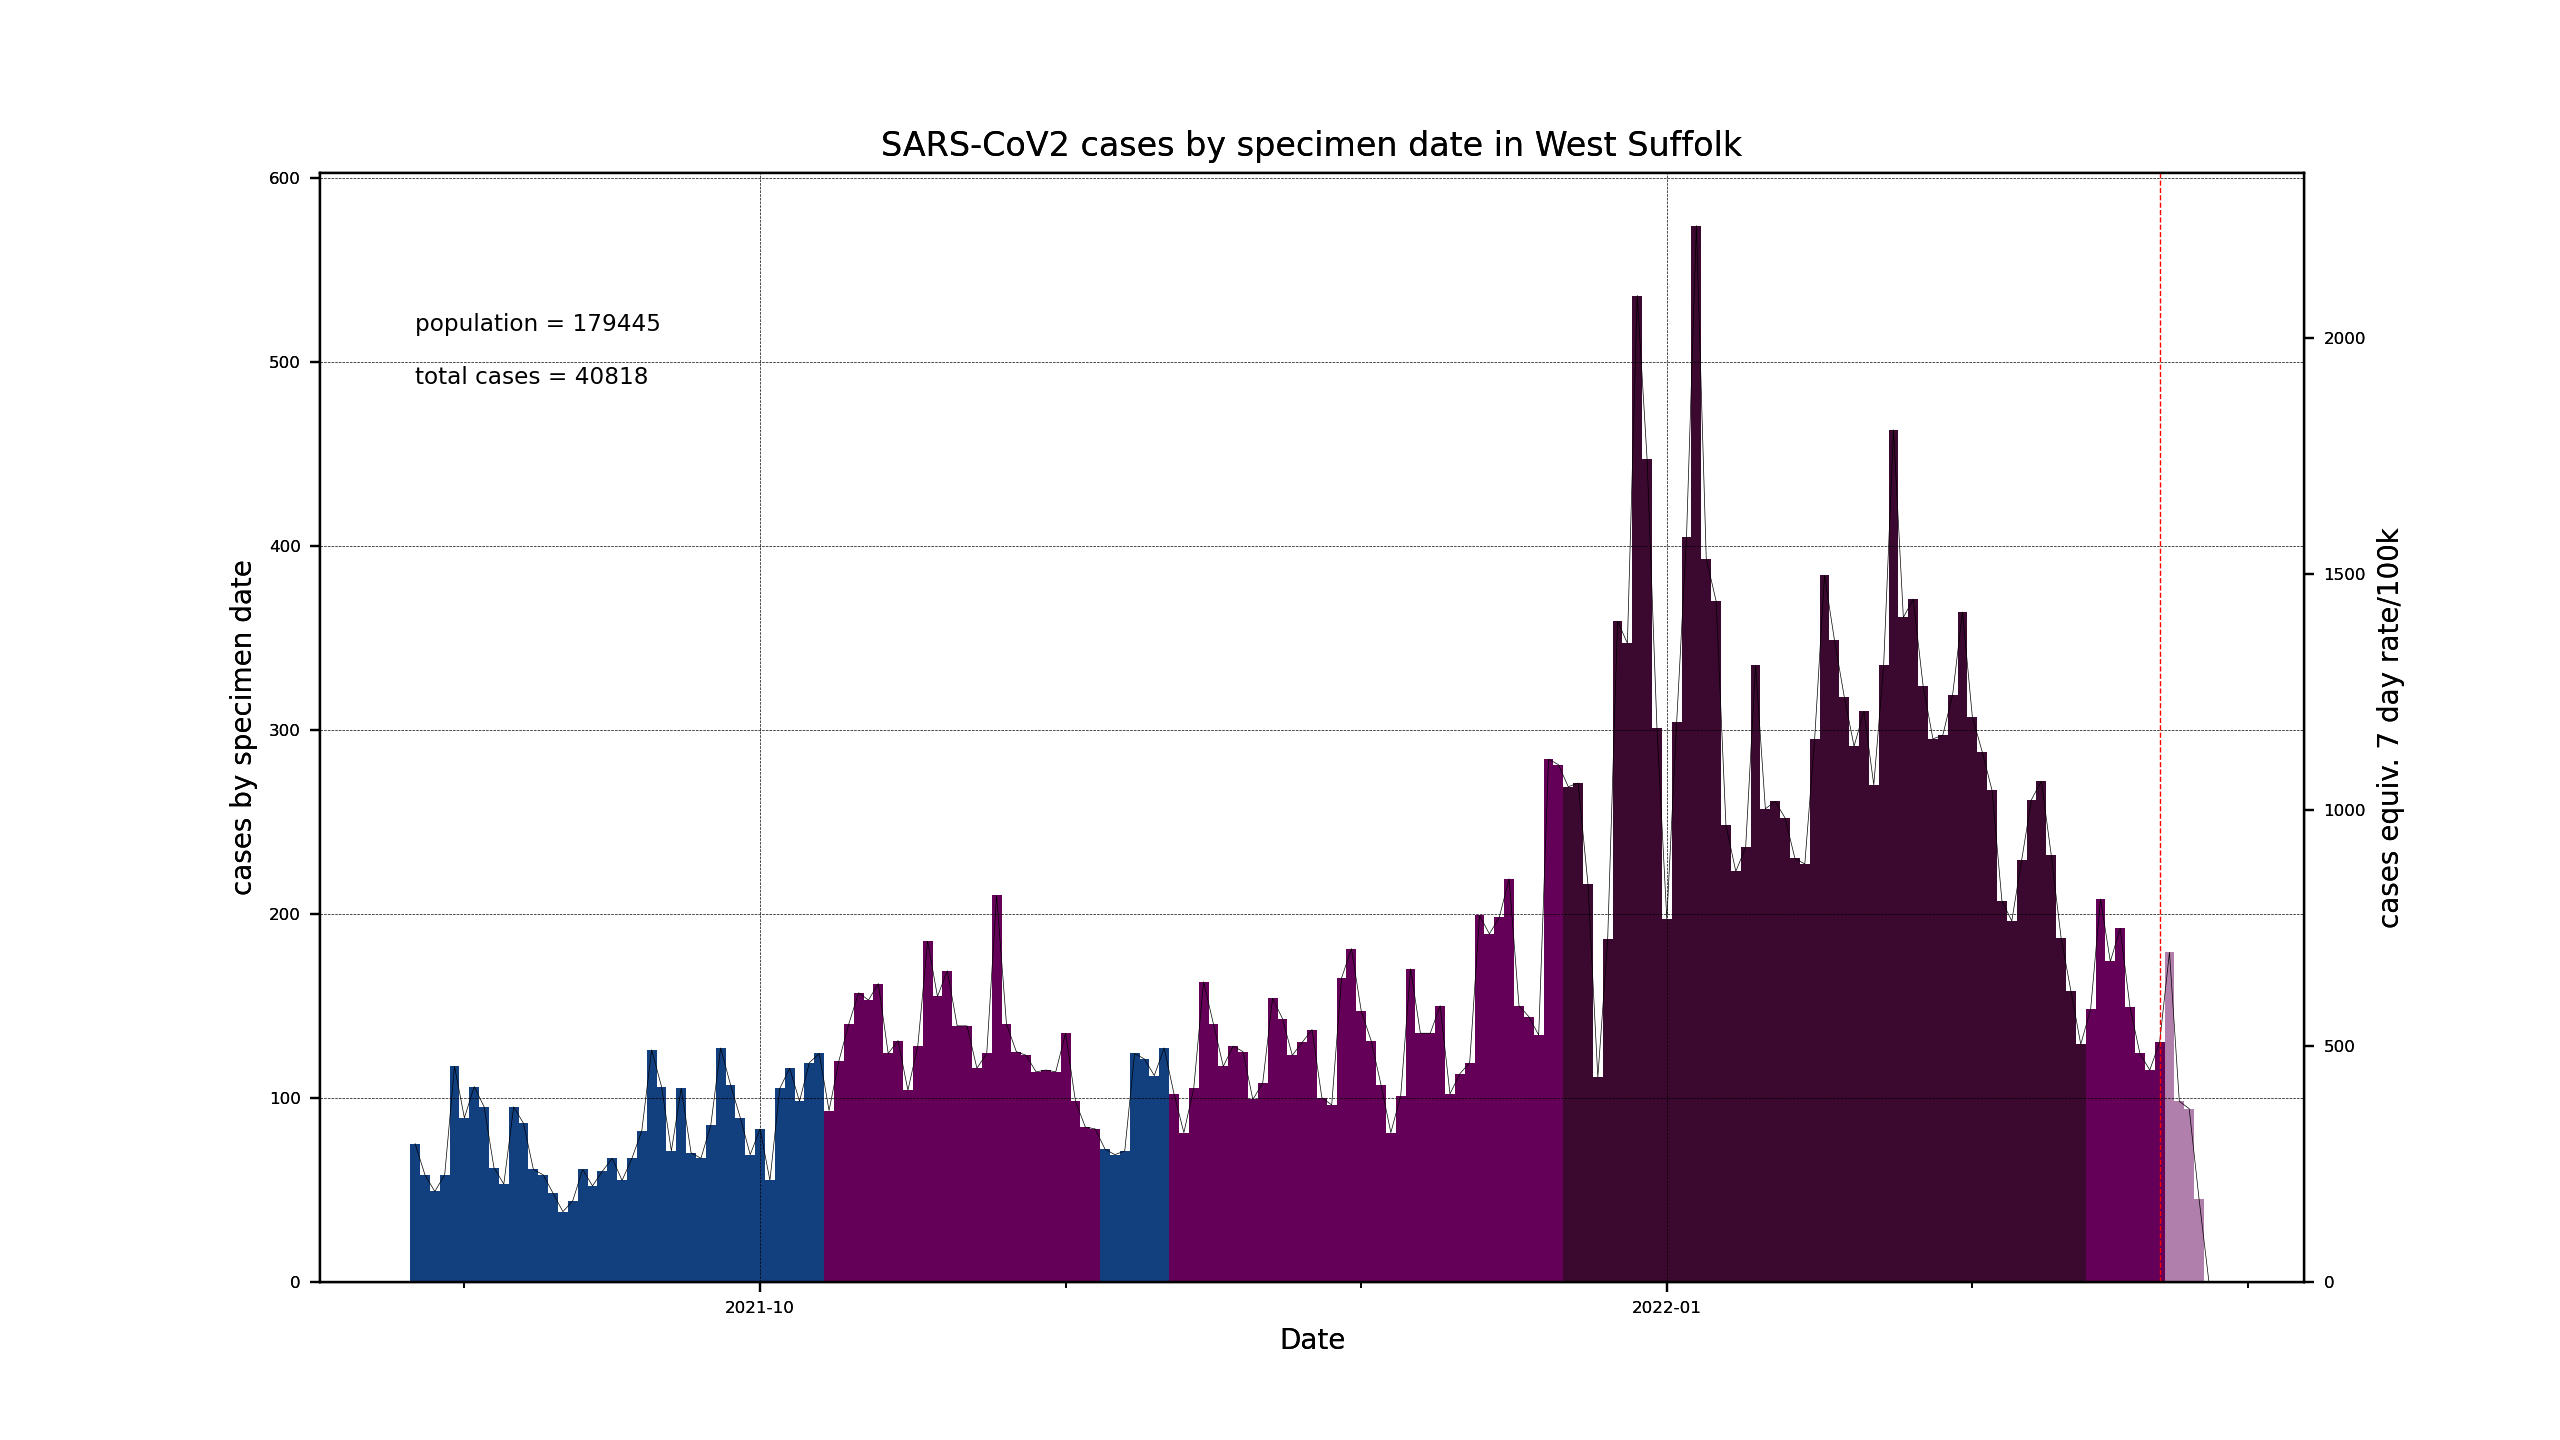 SARS-CoV2 cases by specimen date in West Suffolk
population = 179445
total cases = 40818
cases by specimen date
600
500
400
300
200
100
0
2000
1500
1000
500
0
cases equiv. 7 day rate/100k
2021-10
2022-01
Date